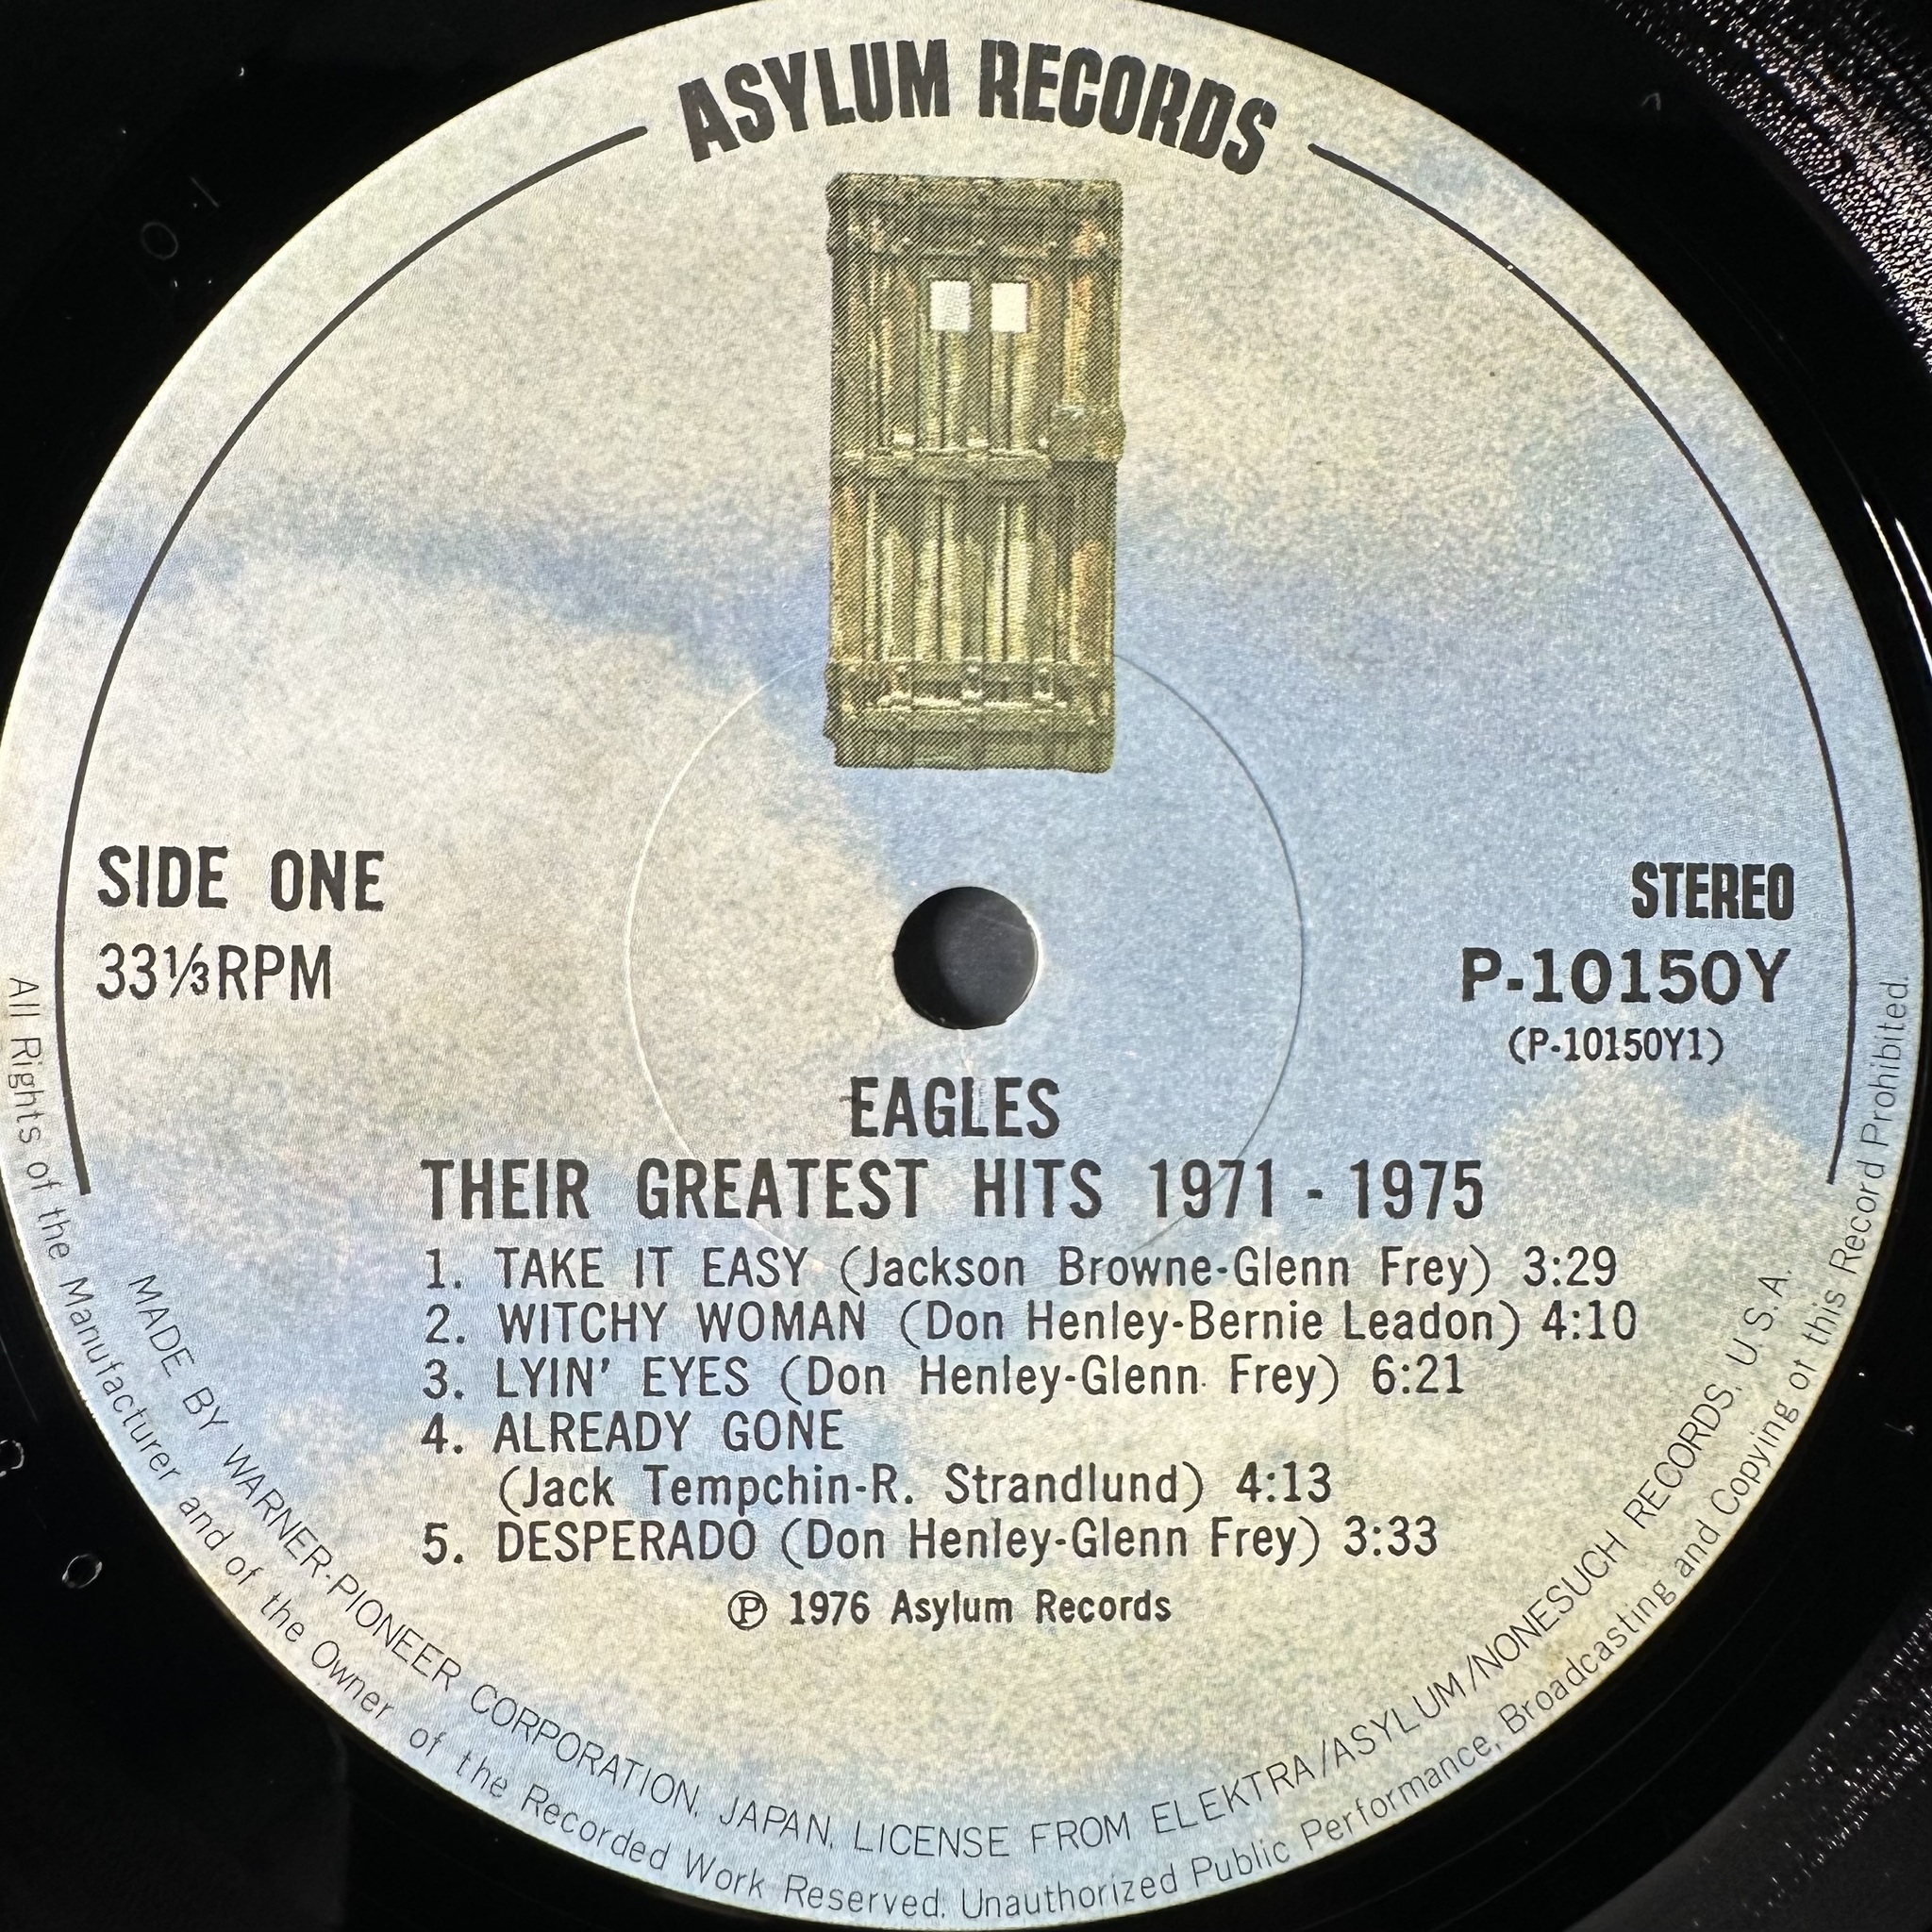 ASYLUM RECORDS
SIDE ONE
33⅓RPM
STEREO
P-10150Y
(P-10150Y1)
EAGLES
THEIR GREATEST HITS 1971 - 1975
1. TAKE IT EASY (Jackson Browne-Glenn Frey) 3:29
2. WITCHY WOMAN (Don Henley-Bernie Leadon) 4:10
3. LYIN' EYES (Don Henley-Glenn Frey) 6:21
4. ALREADY GONE
(Jack Tempchin-R. Strandlund) 4:13
5. DESPERADO (Don Henley-Glenn Frey) 3:33
Ⓟ 1976 Asylum Records
MADE BY WARNER-PIONEER CORPORATION, JAPAN, LICENSE FROM ELEKTRA/ASYLUM/NONESUCH RECORDS, U.S.A.
All Rights of the Manufacturer and of the Owner of the Recorded Work Reserved. Unauthorized Public Performance, Broadcasting and Copying ot this Record Prohibited.